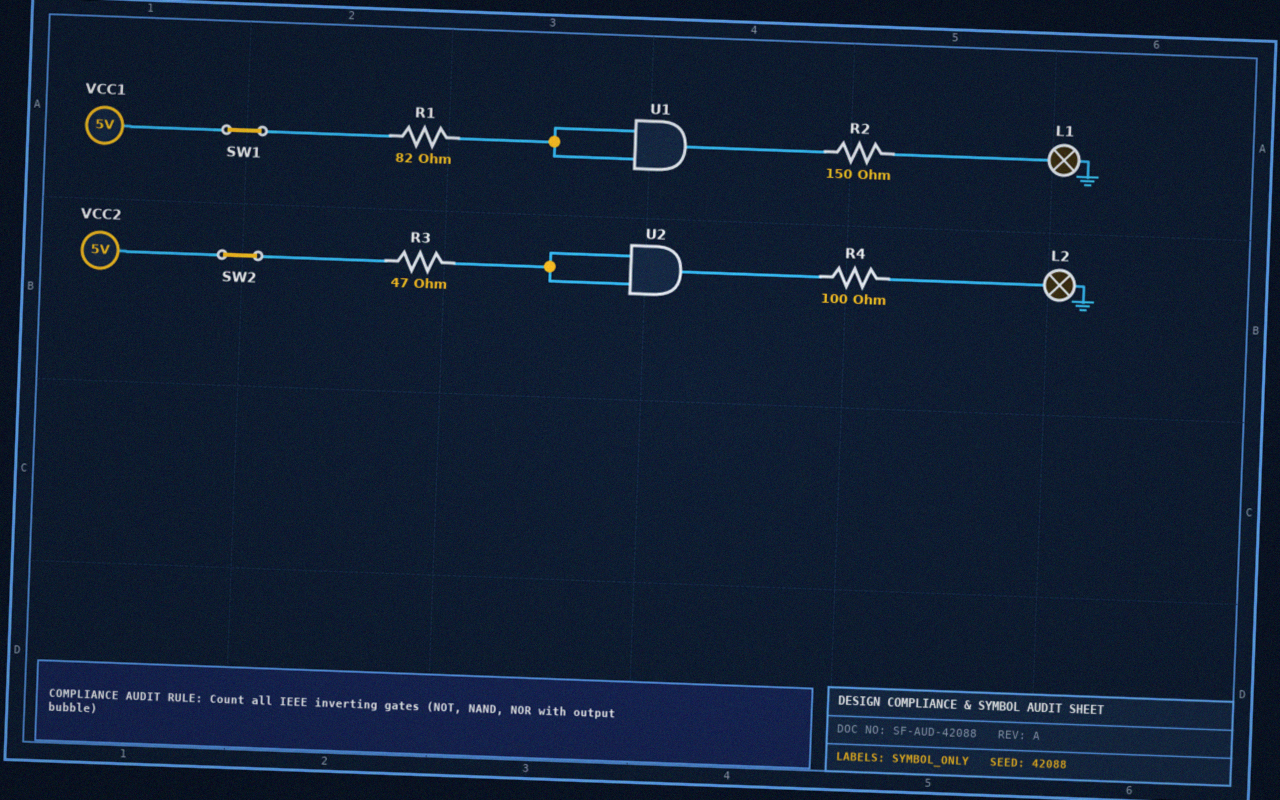 1 2 3 4 5 6
A
A
VCC1
5V
SW1
R1
82 Ohm
U1
R2
150 Ohm
L1
VCC2
5V
SW2
R3
47 Ohm
U2
R4
100 Ohm
L2
B
B
C
C
D
D
COMPLIANCE AUDIT RULE: Count all IEEE inverting gates (NOT, NAND, NOR with output
bubble)
DESIGN COMPLIANCE & SYMBOL AUDIT SHEET
DOC NO: SF-AUD-42088 REV: A
LABELS: SYMBOL_ONLY SEED: 42088
1 2 3 4 5 6